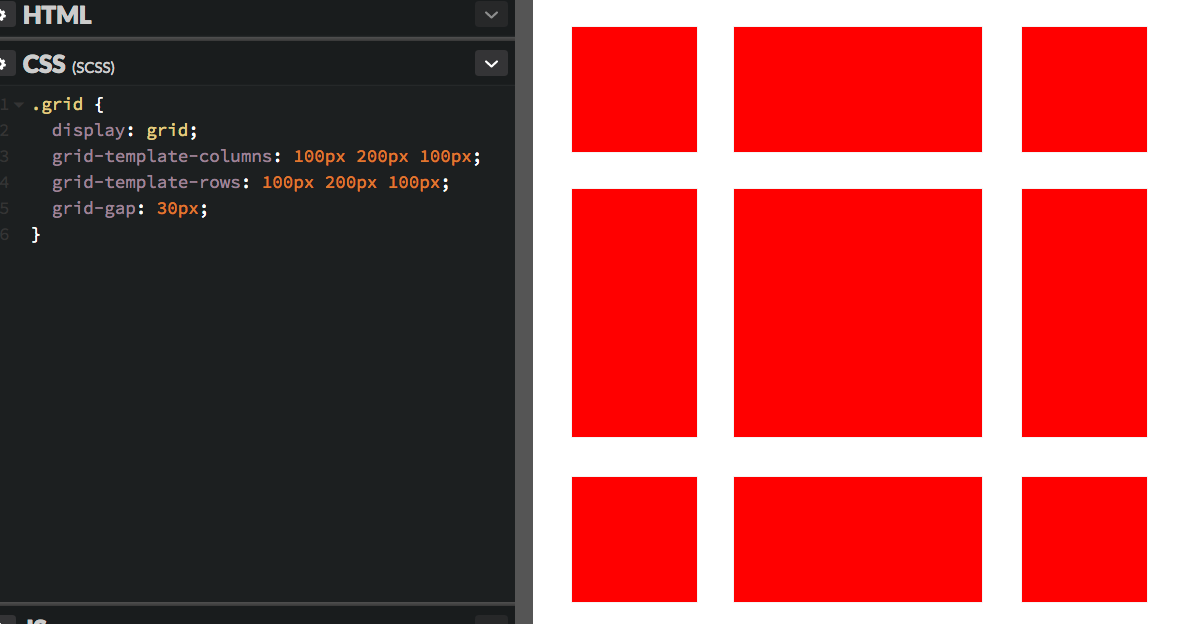 HTML
CSS (SCSS)
1 .grid {
2 display: grid;
3 grid-template-columns: 100px 200px 100px;
4 grid-template-rows: 100px 200px 100px;
5 grid-gap: 30px;
6 }
JS